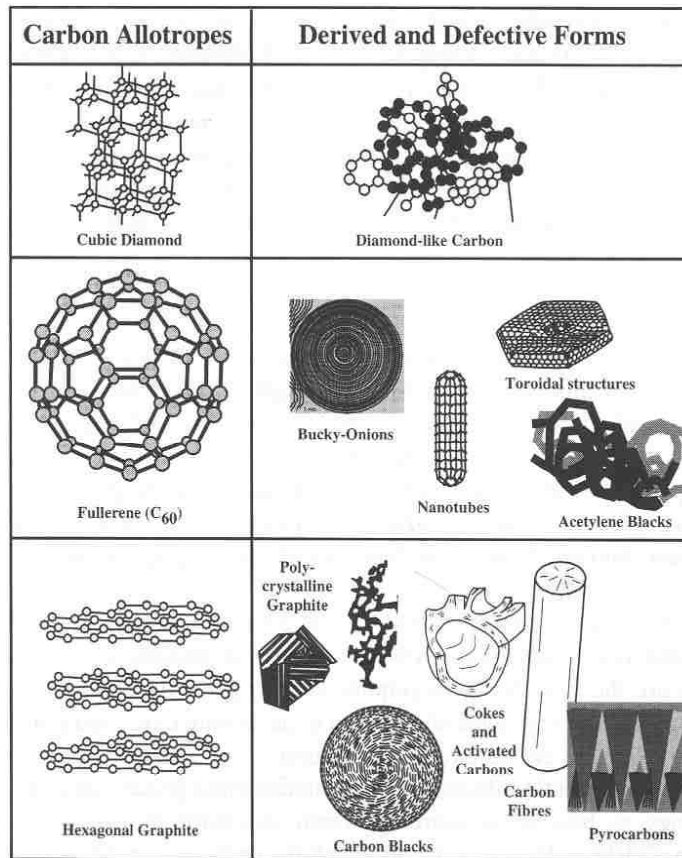 Carbon Allotropes
Derived and Defective Forms
Cubic Diamond
Diamond-like Carbon
Fullerene (C60)
Bucky-Onions
Nanotubes
Toroidal structures
Acetylene Blacks
Hexagonal Graphite
Poly-
crystalline
Graphite
Carbon Blacks
Cokes
and
Activated
Carbons
Carbon
Fibres
Pyrocarbons